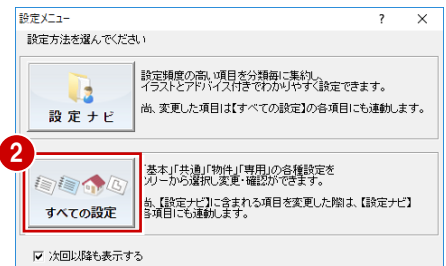 設定メニュー ? ×
設定方法を選んでください
設定ナビ
設定頻度の高い項目を分類毎に集約し、
イラストとアドバイス付きでわかりやすく設定できます。
尚、変更した項目は【すべての設定】の各項目にも連動します。
2
すべての設定
基本」「共通」「物件」「専用」の各種設定を
ツリーから選択し変更・確認ができます。
尚、【設定ナビ】に含まれる項目を変更した際は、【設定ナビ】
各項目にも連動します。
次回以降も表示する